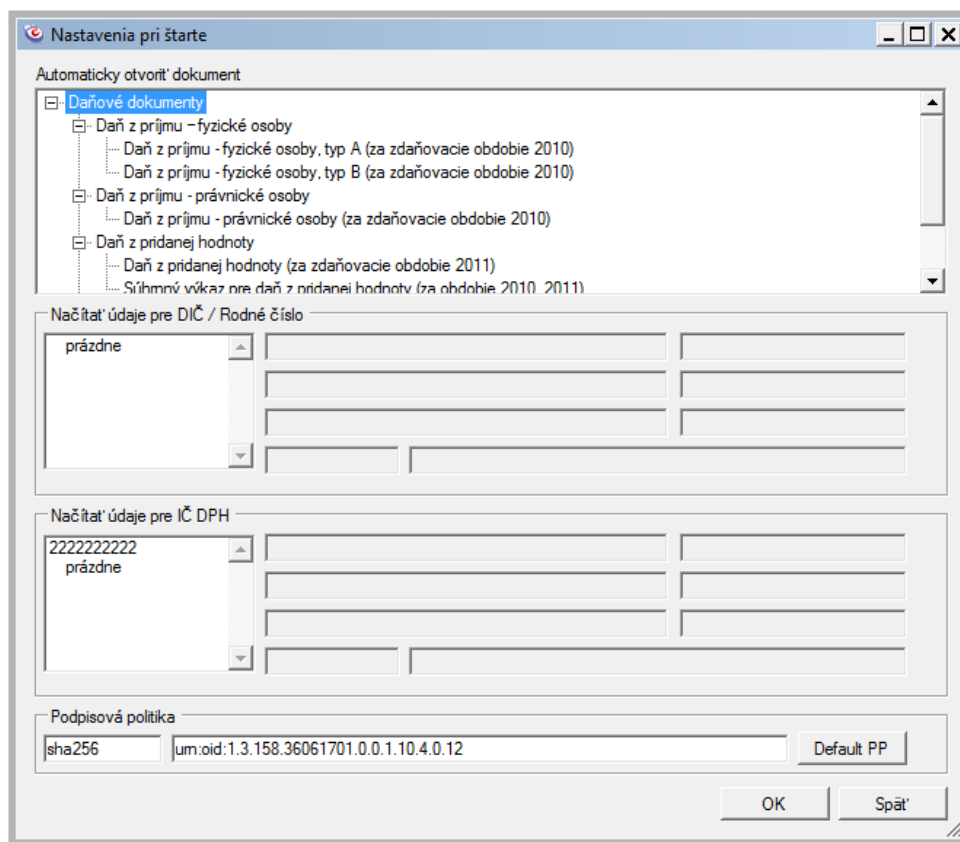 Nastavenia pri štarte
Automaticky otvoriť dokument
Daňové dokumenty
Daň z príjmu – fyzické osoby
Daň z príjmu - fyzické osoby, typ A (za zdaňovacie obdobie 2010)
Daň z príjmu - fyzické osoby, typ B (za zdaňovacie obdobie 2010)
Daň z príjmu - právnické osoby
Daň z príjmu - právnické osoby (za zdaňovacie obdobie 2010)
Daň z pridanej hodnoty
Daň z pridanej hodnoty (za zdaňovacie obdobie 2011)
Súhrnný výkaz pre daň z pridanej hodnoty (za obdobie 2010, 2011)
Načítať údaje pre DIČ / Rodné číslo
prázdne
Načítať údaje pre IČ DPH
2222222222
prázdne
Podpisová politika
sha256 urn:oid:1.3.158.36061701.0.0.1.10.4.0.12 Default PP
OK Späť